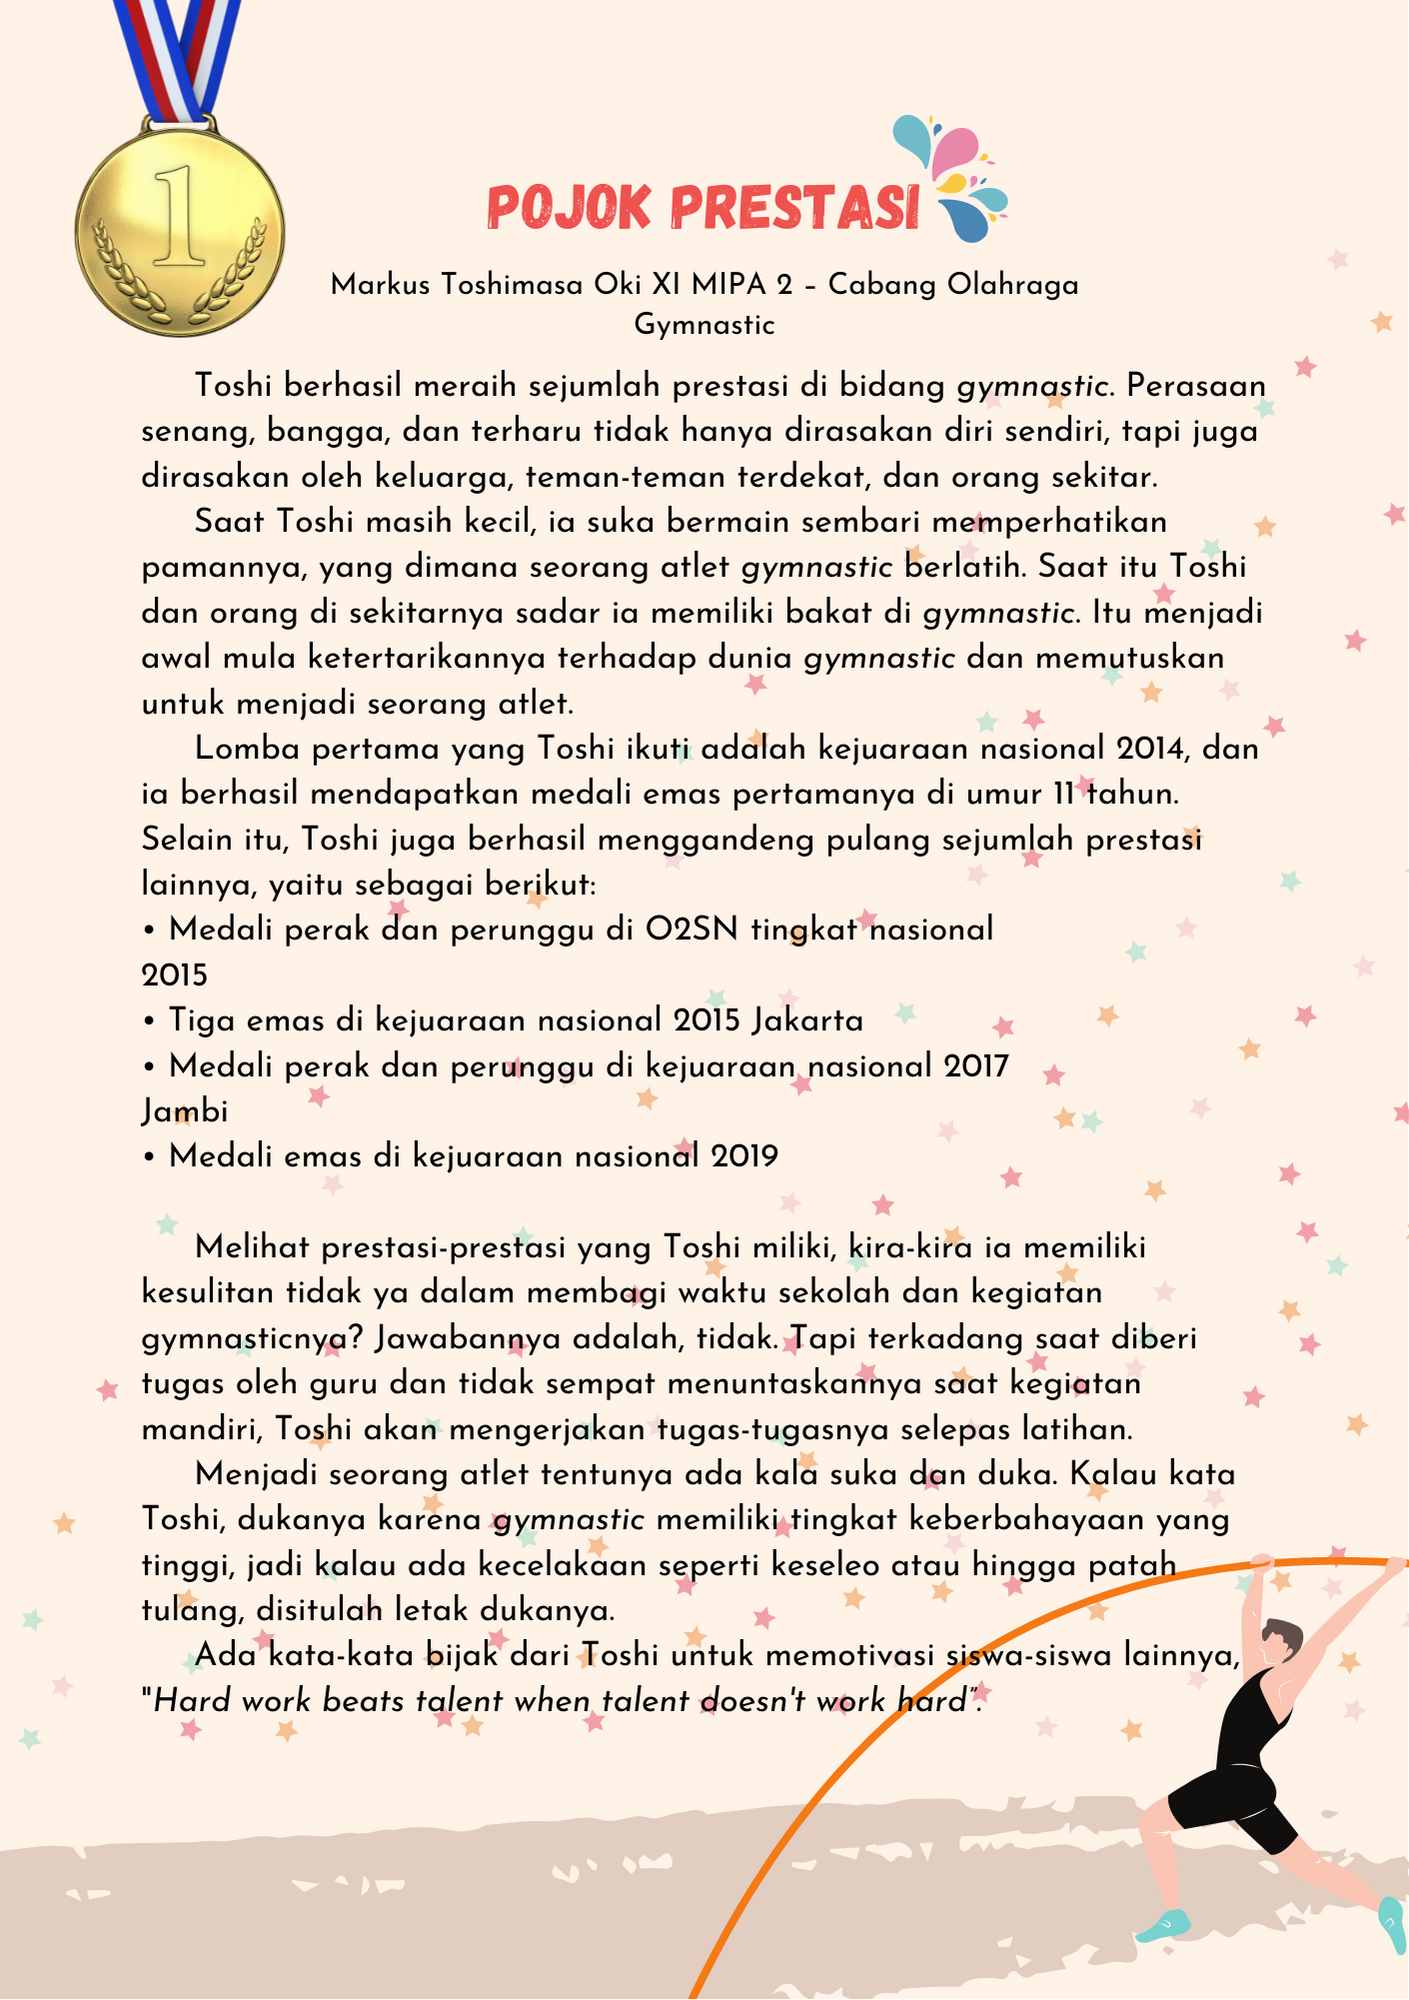 1
POJOK PRESTASI
Markus Toshimasa Oki XI MIPA 2 – Cabang Olahraga
Gymnastic
Toshi berhasil meraih sejumlah prestasi di bidang gymnastic. Perasaan
senang, bangga, dan terharu tidak hanya dirasakan diri sendiri, tapi juga
dirasakan oleh keluarga, teman-teman terdekat, dan orang sekitar.
Saat Toshi masih kecil, ia suka bermain sembari memperhatikan
pamannya, yang dimana seorang atlet gymnastic berlatih. Saat itu Toshi
dan orang di sekitarnya sadar ia memiliki bakat di gymnastic. Itu menjadi
awal mula ketertarikannya terhadap dunia gymnastic dan memutuskan
untuk menjadi seorang atlet.
Lomba pertama yang Toshi ikuti adalah kejuaraan nasional 2014, dan
ia berhasil mendapatkan medali emas pertamanya di umur 11 tahun.
Selain itu, Toshi juga berhasil menggandeng pulang sejumlah prestasi
lainnya, yaitu sebagai berikut:
• Medali perak dan perunggu di O2SN tingkat nasional
2015
• Tiga emas di kejuaraan nasional 2015 Jakarta
• Medali perak dan perunggu di kejuaraan nasional 2017
Jambi
• Medali emas di kejuaraan nasional 2019
Melihat prestasi-prestasi yang Toshi miliki, kira-kira ia memiliki
kesulitan tidak ya dalam membagi waktu sekolah dan kegiatan
gymnasticnya? Jawabannya adalah, tidak. Tapi terkadang saat diberi
tugas oleh guru dan tidak sempat menuntaskannya saat kegiatan
mandiri, Toshi akan mengerjakan tugas-tugasnya selepas latihan.
Menjadi seorang atlet tentunya ada kala suka dan duka. Kalau kata
Toshi, dukanya karena gymnastic memiliki tingkat keberbahayaan yang
tinggi, jadi kalau ada kecelakaan seperti keseleo atau hingga patah
tulang, disitulah letak dukanya.
Ada kata-kata bijak dari Toshi untuk memotivasi siswa-siswa lainnya,
"Hard work beats talent when talent doesn't work hard”.